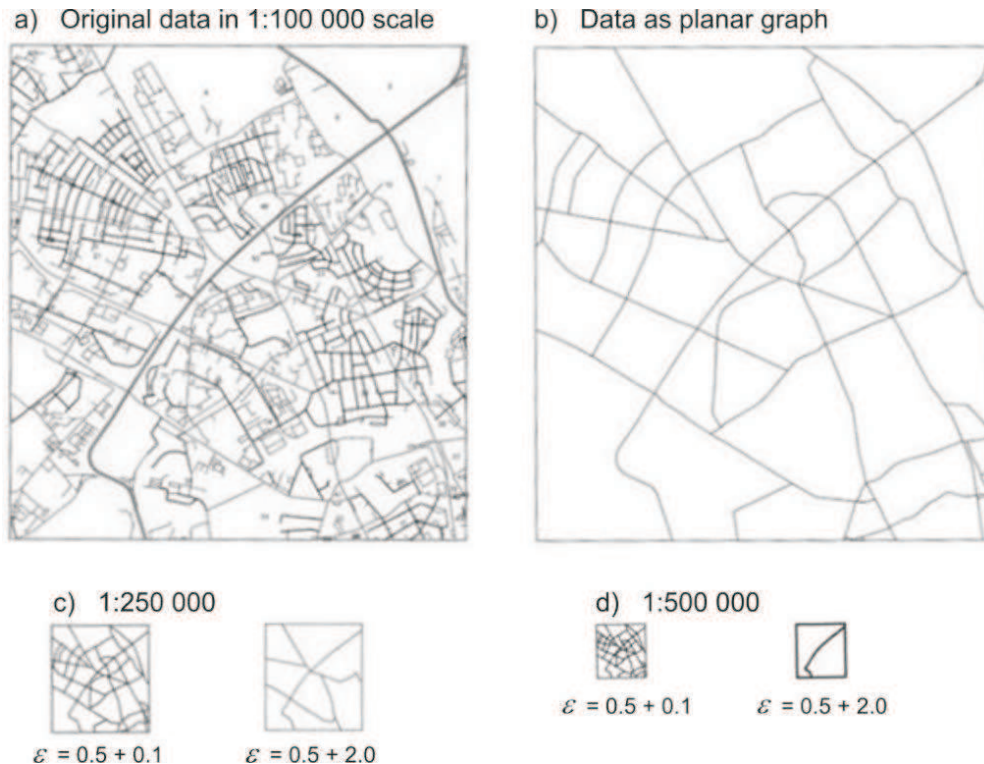 a) Original data in 1:100 000 scale
b) Data as planar graph
c) 1:250 000
d) 1:500 000
ε = 0.5 + 0.1
ε = 0.5 + 2.0
ε = 0.5 + 0.1
ε = 0.5 + 2.0